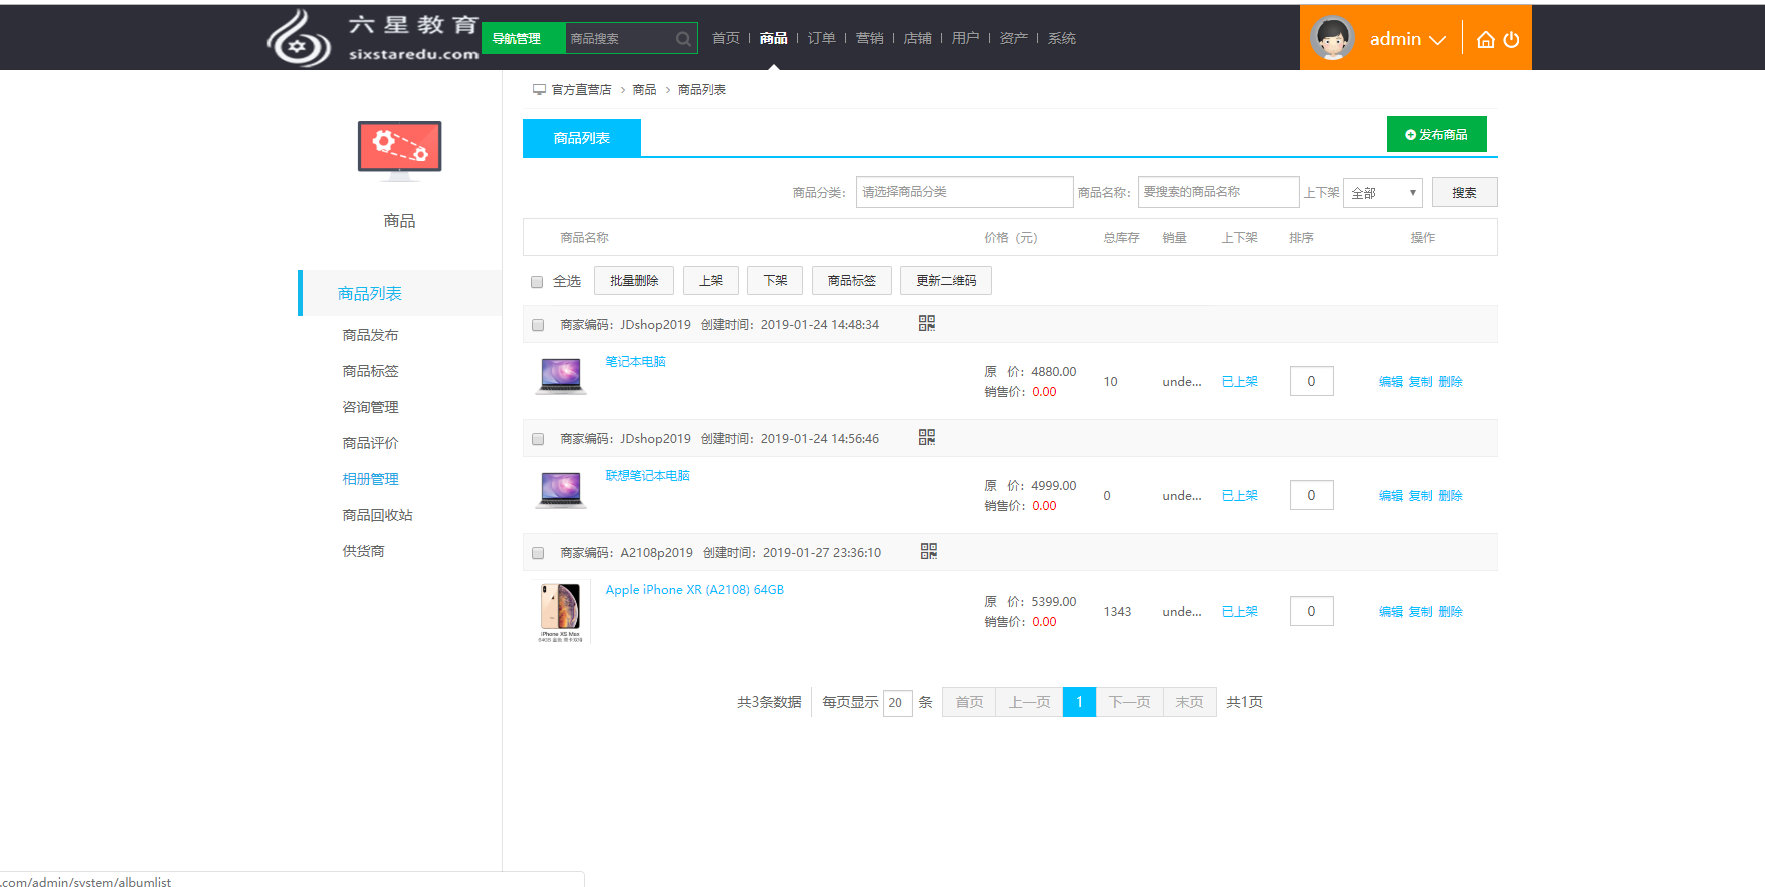 六星教育
sixstaredu.com
导航管理 商品搜索 首页 商品 订单 营销 店铺 用户 资产 系统 admin
官方直营店 > 商品 > 商品列表
商品列表 发布商品
商品
商品分类: 请选择商品分类 商品名称: 要搜索的商品名称 上下架 全部 搜索
商品名称 价格（元） 总库存 销量 上下架 排序 操作
全选 批量删除 上架 下架 商品标签 更新二维码
商品列表
商品发布
商品标签
咨询管理
商品评价
相册管理
商品回收站
供货商
商家编码：JDshop2019 创建时间：2019-01-24 14:48:34
笔记本电脑
原 价：4880.00
销售价：0.00
10 unde... 已上架 0 编辑 复制 删除
商家编码：JDshop2019 创建时间：2019-01-24 14:56:46
联想笔记本电脑
原 价：4999.00
销售价：0.00
0 unde... 已上架 0 编辑 复制 删除
商家编码：A2108p2019 创建时间：2019-01-27 23:36:10
Apple iPhone XR (A2108) 64GB
iPhone XS Max
原 价：5399.00
销售价：0.00
1343 unde... 已上架 0 编辑 复制 删除
共3条数据 每页显示 20 条 首页 上一页 1 下一页 末页 共1页
.com/admin/system/albumlist